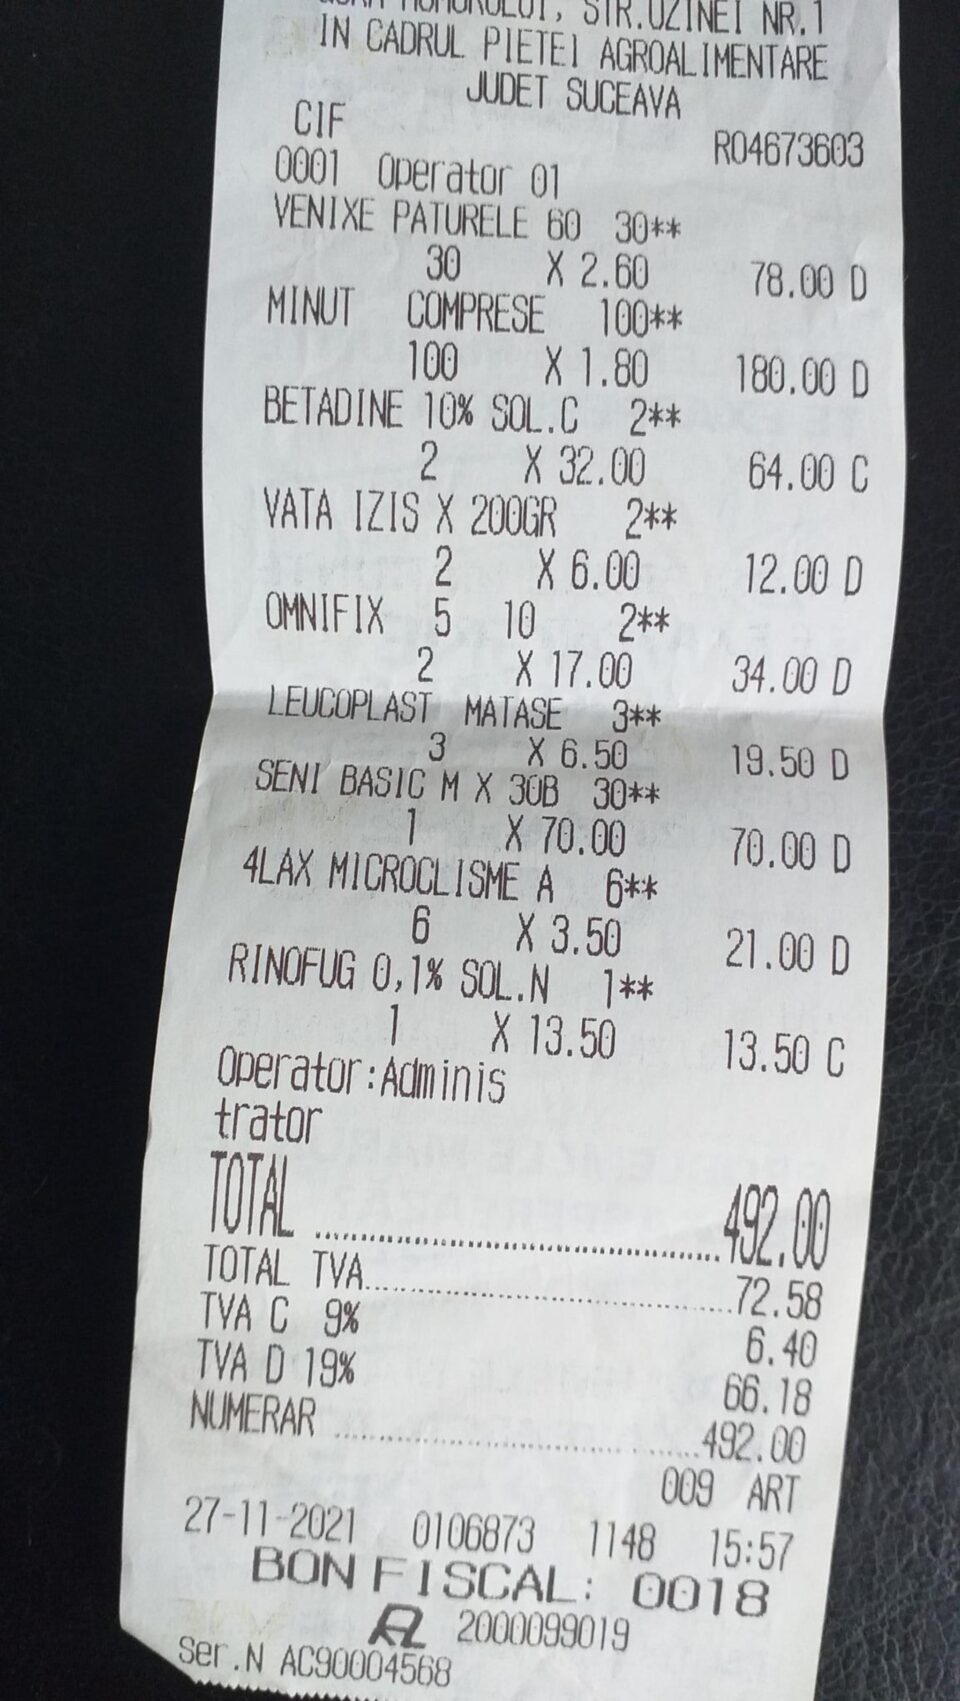 HUMORULUI, STR.UZINEI NR.1
IN CADRUL PIETEI AGROALIMENTARE
JUDET SUCEAVA
CIF RO4673603
0001 Operator 01
VENIXE PATURELE 60 30**
30 X 2.60 78.00 D
MINUT COMPRESE 100**
100 X 1.80 180.00 D
BETADINE 10% SOL.C 2**
2 X 32.00 64.00 C
VATA IZIS X 200GR 2**
2 X 6.00 12.00 D
OMNIFIX 5 10 2**
2 X 17.00 34.00 D
LEUCOPLAST MATASE 3**
3 X 6.50 19.50 D
SENI BASIC M X 30B 30**
1 X 70.00 70.00 D
4LAX MICROCLISME A 6**
6 X 3.50 21.00 D
RINOFUG 0,1% SOL.N 1**
1 X 13.50 13.50 C
Operator:Adminis
trator
TOTAL ........................................492.00
TOTAL TVA........................................72.58
TVA C 9% 6.40
TVA D 19% 66.18
NUMERAR ........................................492.00
009 ART
27-11-2021 0106873 1148 15:57
BON FISCAL: 0018
2000099019
Ser.N AC90004568